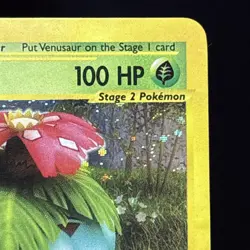 Put Venusaur on the Stage 1 card
100 HP
Stage 2 Pokémon